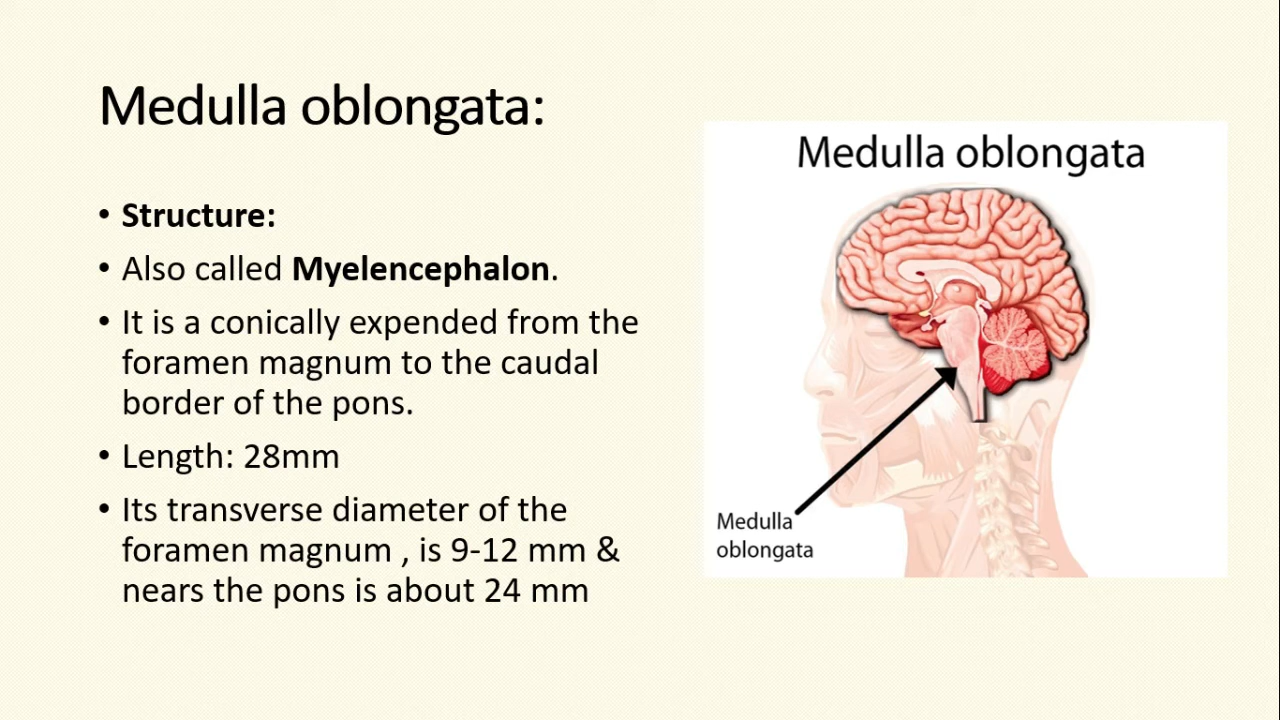 Medulla oblongata:
• Structure:
• Also called Myelencephalon.
• It is a conically expended from the
foramen magnum to the caudal
border of the pons.
• Length: 28mm
• Its transverse diameter of the
foramen magnum , is 9-12 mm &
nears the pons is about 24 mm
Medulla oblongata
Medulla
oblongata